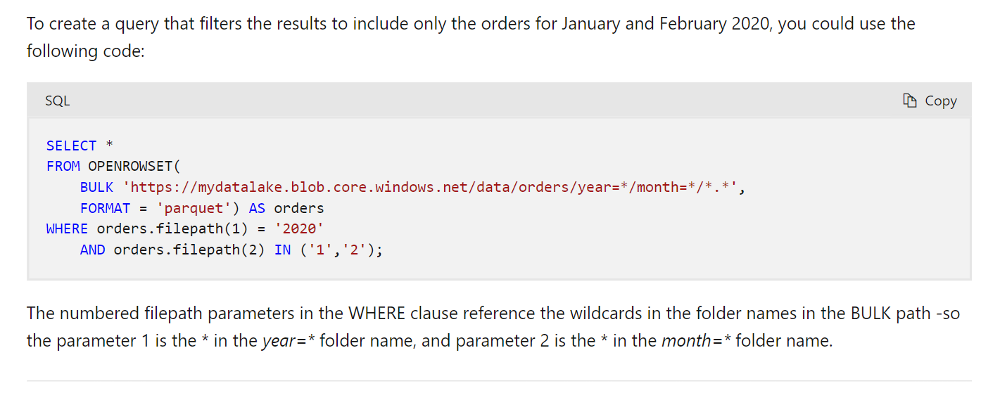 To create a query that filters the results to include only the orders for January and February 2020, you could use the
following code:
SQL
Copy
SELECT *
FROM OPENROWSET(
    BULK 'https://mydatalake.blob.core.windows.net/data/orders/year=*/month=*/*.*',
    FORMAT = 'parquet') AS orders
WHERE orders.filepath(1) = '2020'
    AND orders.filepath(2) IN ('1','2');
The numbered filepath parameters in the WHERE clause reference the wildcards in the folder names in the BULK path -so
the parameter 1 is the * in the year=* folder name, and parameter 2 is the * in the month=* folder name.